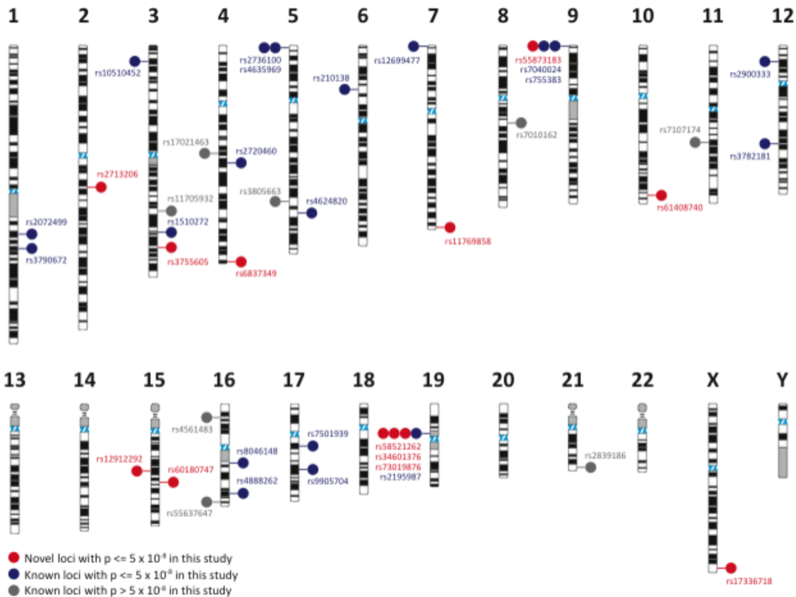 1 2 3 4 5 6 7 8 9 10 11 12
rs10510452
rs2736100
rs4635969
rs210138
rs12699477
rs55873183
rs7040024
rs755383
rs2900333
rs17021463
rs2720460
rs7010162
rs7107174
rs3782181
rs2713206
rs11705932
rs3805663
rs4624820
rs61408740
rs2072499
rs1510272
rs3790672
rs3755605
rs6837349
rs11769858
13 14 15 16 17 18 19 20 21 22 X Y
rs4561483
rs7501939
rs58521262
rs34601376
rs73019876
rs2195987
rs12912292
rs60180747
rs8046148
rs4888262
rs9905704
rs2839186
rs55637647
Novel loci with p <= 5 x 10⁻⁸ in this study
Known loci with p <= 5 x 10⁻⁸ in this study
Known loci with p > 5 x 10⁻⁸ in this study
rs17336718